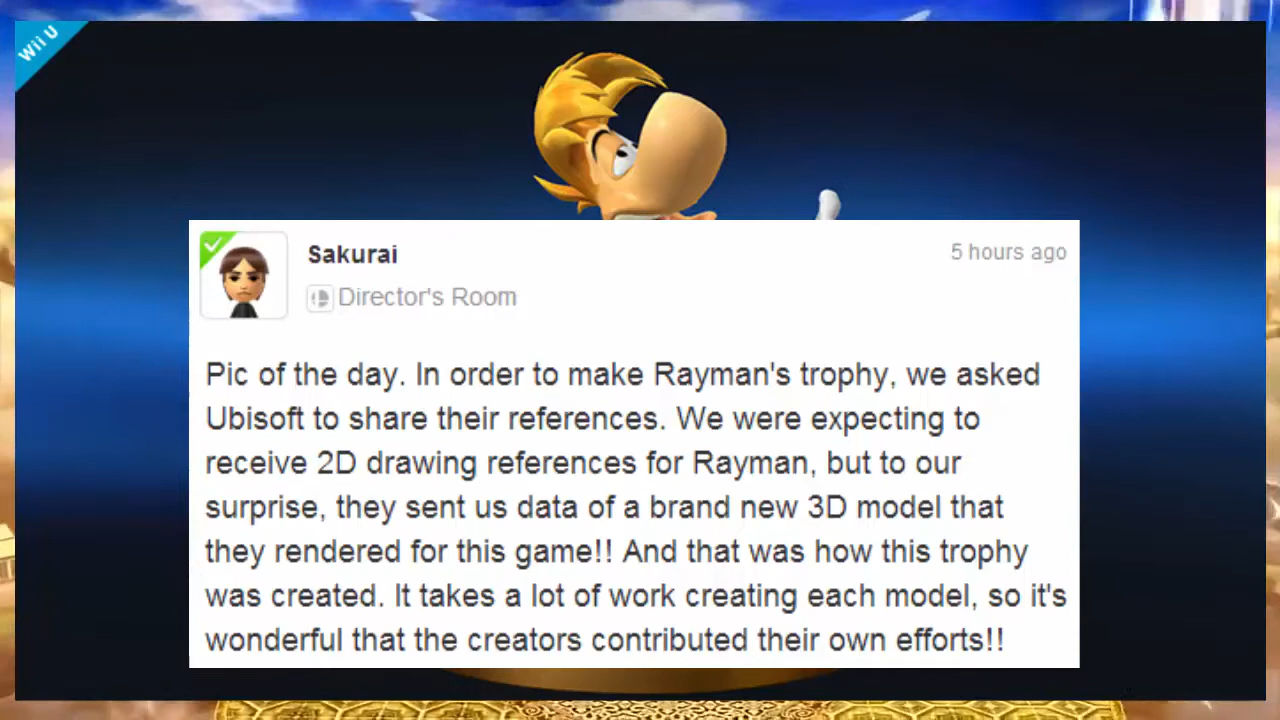 Wii U
Sakurai
5 hours ago
Director's Room
Pic of the day. In order to make Rayman's trophy, we asked
Ubisoft to share their references. We were expecting to
receive 2D drawing references for Rayman, but to our
surprise, they sent us data of a brand new 3D model that
they rendered for this game!! And that was how this trophy
was created. It takes a lot of work creating each model, so it's
wonderful that the creators contributed their own efforts!!